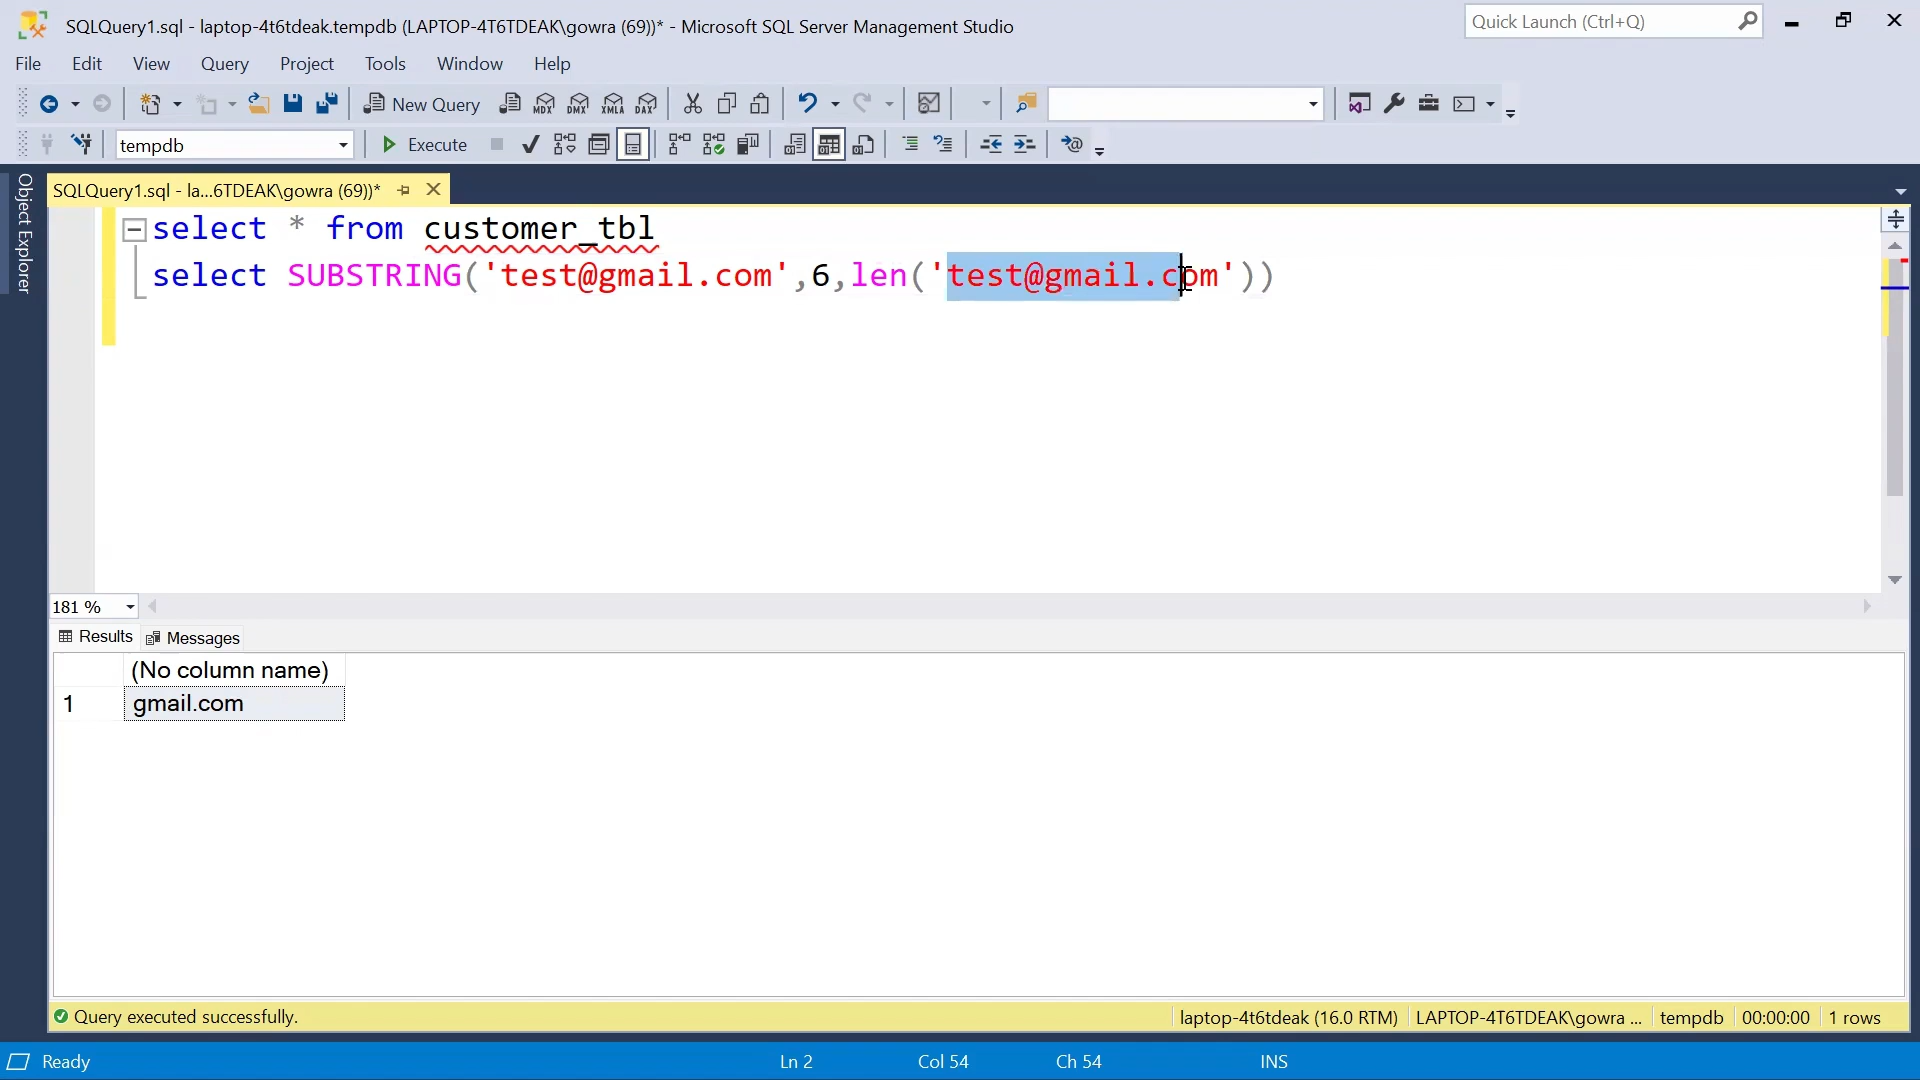 SQLQuery1.sql - laptop-4t6tdeak.tempdb (LAPTOP-4T6TDEAK\gowra (69))* - Microsoft SQL Server Management Studio
Quick Launch (Ctrl+Q)
File Edit View Query Project Tools Window Help
New Query MDX DMX XMLA DAX
tempdb Execute
Object Explorer
SQLQuery1.sql - la...6TDEAK\gowra (69))*
select * from customer_tbl
select SUBSTRING('test@gmail.com',6,len('test@gmail.com'))
181 %
Results Messages
(No column name)
1 gmail.com
Query executed successfully. laptop-4t6tdeak (16.0 RTM) LAPTOP-4T6TDEAK\gowra ... tempdb 00:00:00 1 rows
Ready Ln 2 Col 54 Ch 54 INS